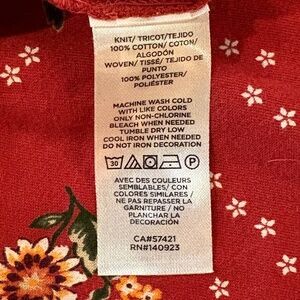 KNIT/ TRICOT/TEJIDO
100% COTTON/ COTON/
ALGODÓN
WOVEN/ TISSÉ/ TEJIDO DE
PUNTO
100% POLYESTER/
POLIÉSTER
MACHINE WASH COLD
WITH LIKE COLORS
ONLY NON-CHLORINE
BLEACH WHEN NEEDED
TUMBLE DRY LOW
COOL IRON WHEN NEEDED
DO NOT IRON DECORATION
30 P
AVEC DES COULEURS
SEMBLABLES/ CON
COLORES SIMILARES /
NE PAS REPASSER LA
GARNITURE / NO
PLANCHAR LA
DECORACIÓN
CA#57421
RN#140923